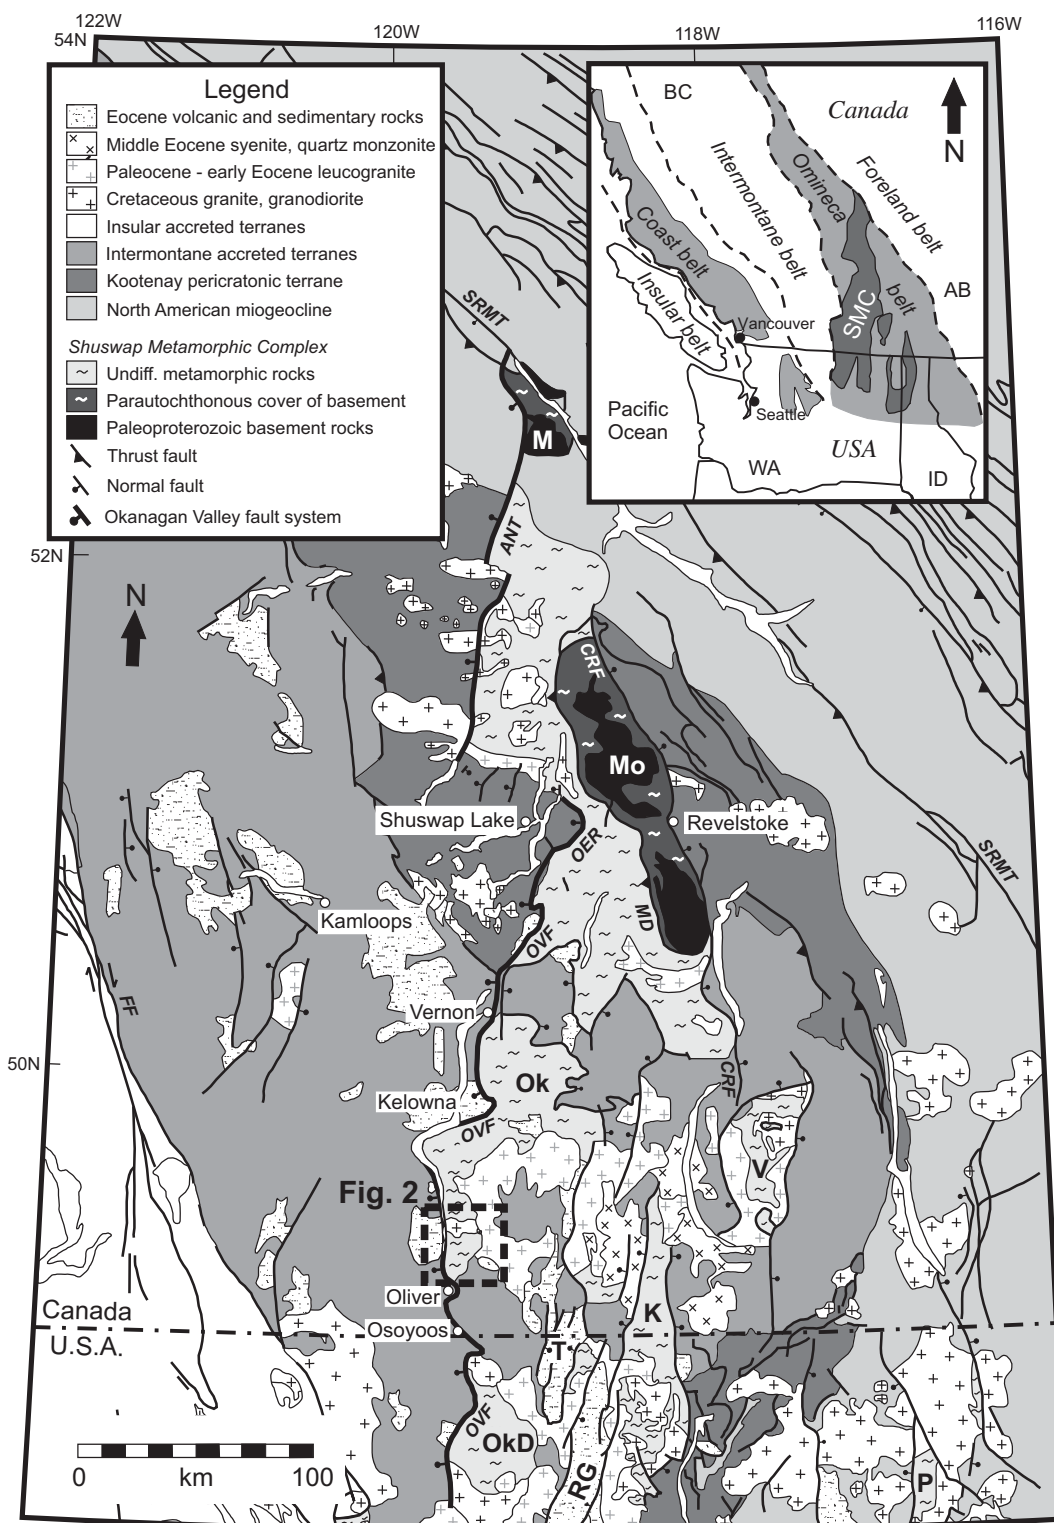 122W
120W
118W
116W
54N
Legend
Eocene volcanic and sedimentary rocks
Middle Eocene syenite, quartz monzonite
Paleocene - early Eocene leucogranite
Cretaceous granite, granodiorite
Insular accreted terranes
Intermontane accreted terranes
Kootenay pericratonic terrane
North American miogeocline
Shuswap Metamorphic Complex
Undiff. metamorphic rocks
Parautochthonous cover of basement
Paleoproterozoic basement rocks
Thrust fault
Normal fault
Okanagan Valley fault system
BC
Canada
N
Intermontane belt
Omineca
belt
Foreland belt
Coast belt
Insular belt
SMC
AB
Vancouver
Seattle
Pacific
Ocean
USA
WA
ID
SRMT
M
ANT
52N
N
CRF
Mo
Shuswap Lake
Revelstoke
OER
SRMT
MD
Kamloops
OVF
FF
Vernon
50N
Ok
CRF
Kelowna
OVF
V
Fig. 2
Oliver
K
Canada
Osoyoos
U.S.A.
T
OVF
OkD
RG
P
0 km 100